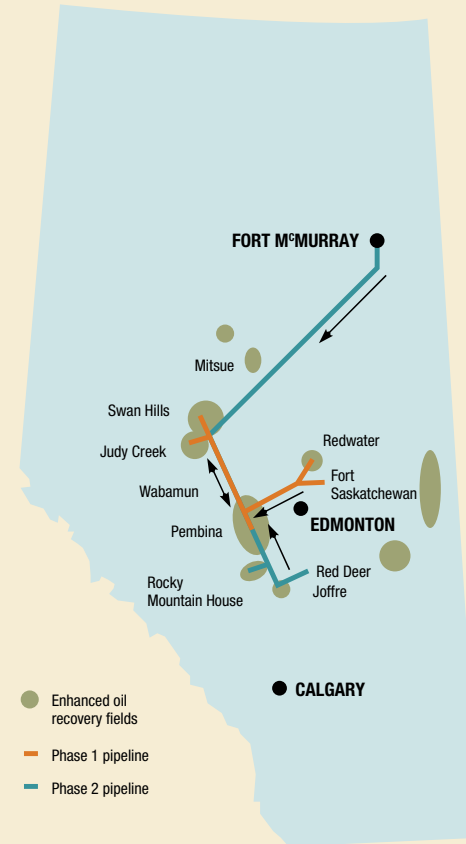 FORT McMURRAY
Mitsue
Swan Hills
Judy Creek
Redwater
Fort
Saskatchewan
Wabamun
EDMONTON
Pembina
Rocky
Mountain House
Red Deer
Joffre
CALGARY
Enhanced oil
recovery fields
Phase 1 pipeline
Phase 2 pipeline